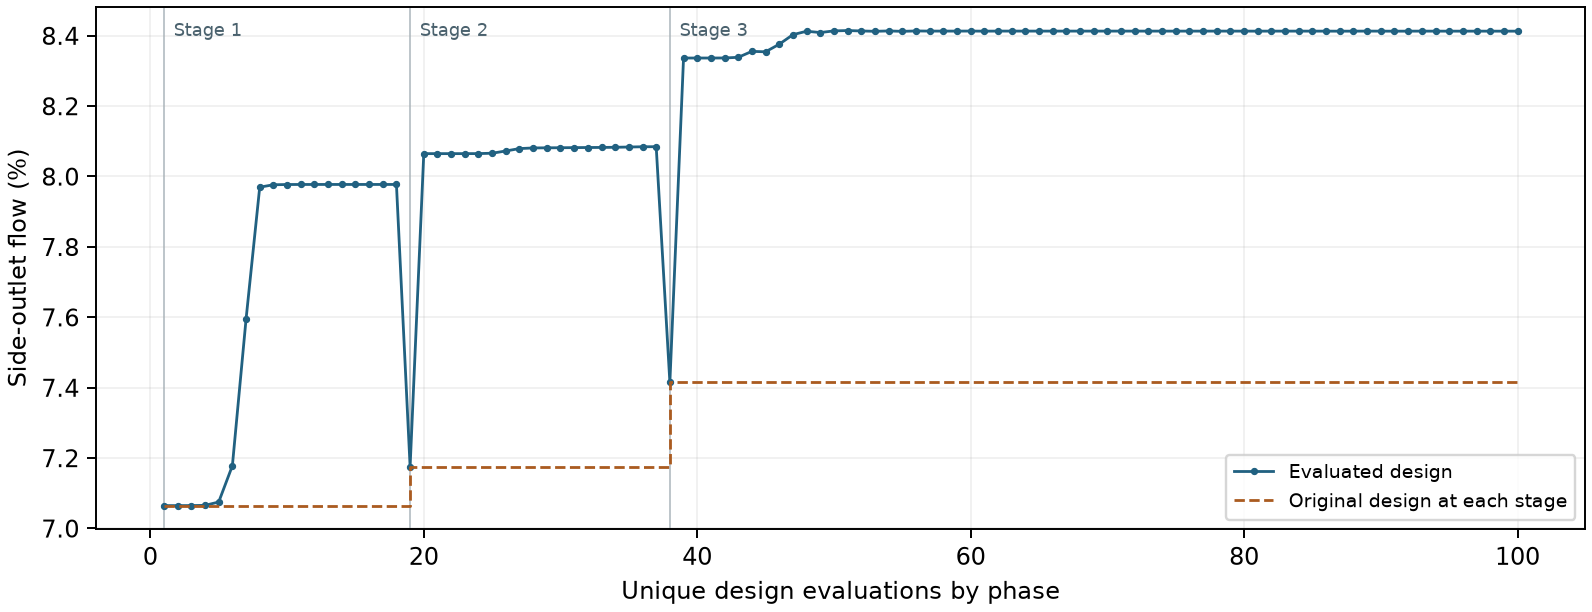 Stage 1
Stage 2
Stage 3
8.4
8.2
8.0
7.8
7.6
7.4
7.2
7.0
Side-outlet flow (%)
Evaluated design
Original design at each stage
0
20
40
60
80
100
Unique design evaluations by phase